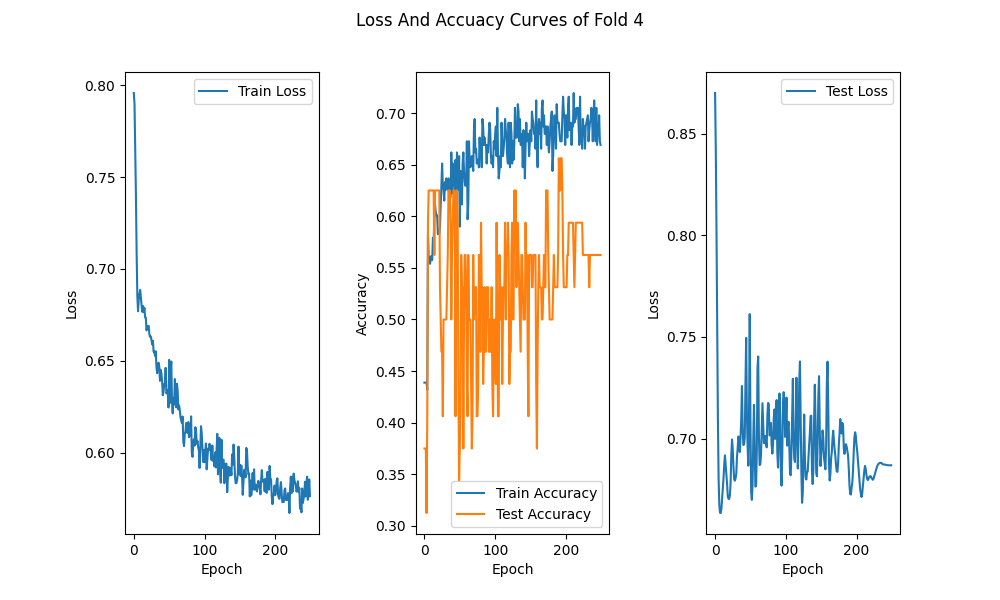 Loss And Accuacy Curves of Fold 4
Train Loss
0.80
0.75
0.70
0.65
0.60
Loss
0
100
200
Epoch
0.70
0.65
0.60
0.55
0.50
0.45
0.40
0.35
0.30
Accuracy
Train Accuracy
Test Accuracy
0
100
200
Epoch
Test Loss
0.85
0.80
0.75
0.70
Loss
0
100
200
Epoch